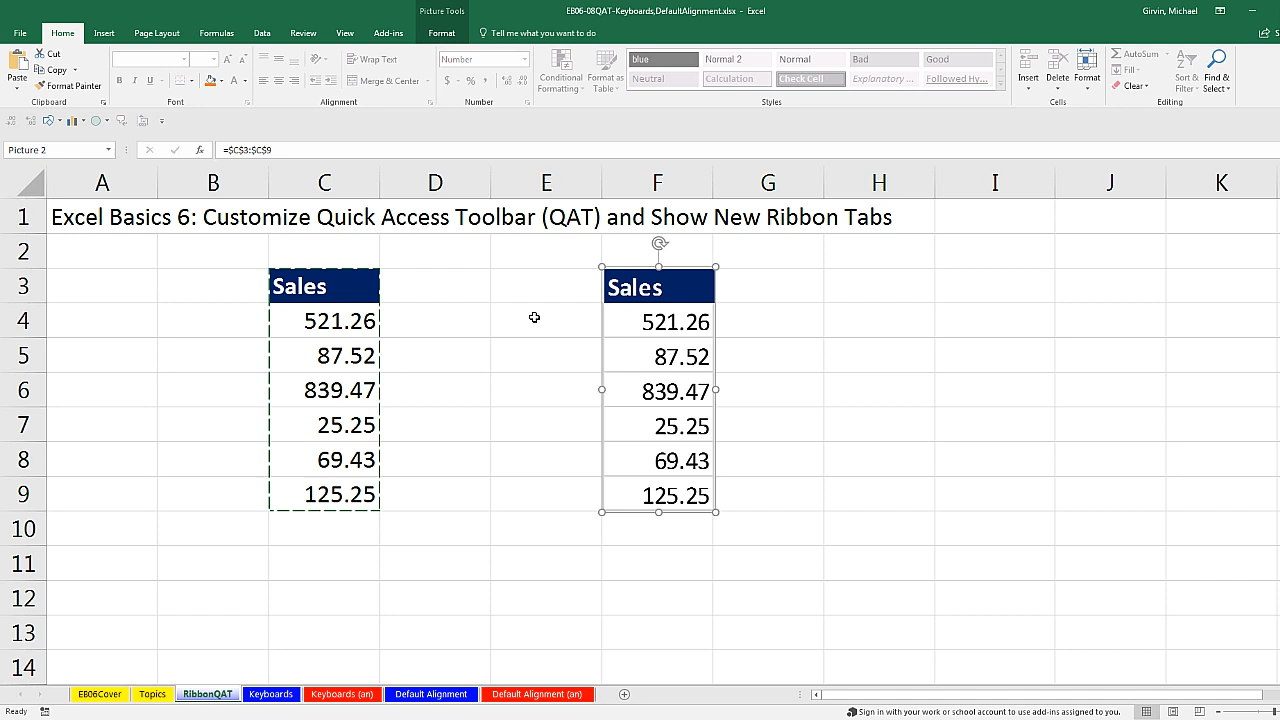 Picture Tools
EB06-08QAT-Keyboards,DefaultAlignment.xlsx - Excel
Girvin, Michael
File Home Insert Page Layout Formulas Data Review View Add-ins Format Tell me what you want to do
Paste
Cut
Copy
Format Painter
Clipboard
B I U
A A
Font
Wrap Text
Merge & Center
Alignment
Number
$ % ,
Number
Conditional Formatting
Format as Table
blue Normal 2 Normal Bad Good
Neutral Calculation Check Cell Explanatory ... Followed Hy...
Styles
Insert Delete Format
Cells
AutoSum
Fill
Clear
Sort & Filter
Find & Select
Editing
Picture 2 fx =$C$3:$C$9
A B C D E F G H I J K
1 Excel Basics 6: Customize Quick Access Toolbar (QAT) and Show New Ribbon Tabs
2
3 Sales Sales
4 521.26 521.26
5 87.52 87.52
6 839.47 839.47
7 25.25 25.25
8 69.43 69.43
9 125.25 125.25
10
11
12
13
14
EB06Cover Topics RibbonQAT Keyboards Keyboards (an) Default Alignment Default Alignment (an)
Ready Sign in with your work or school account to use add-ins assigned to you.